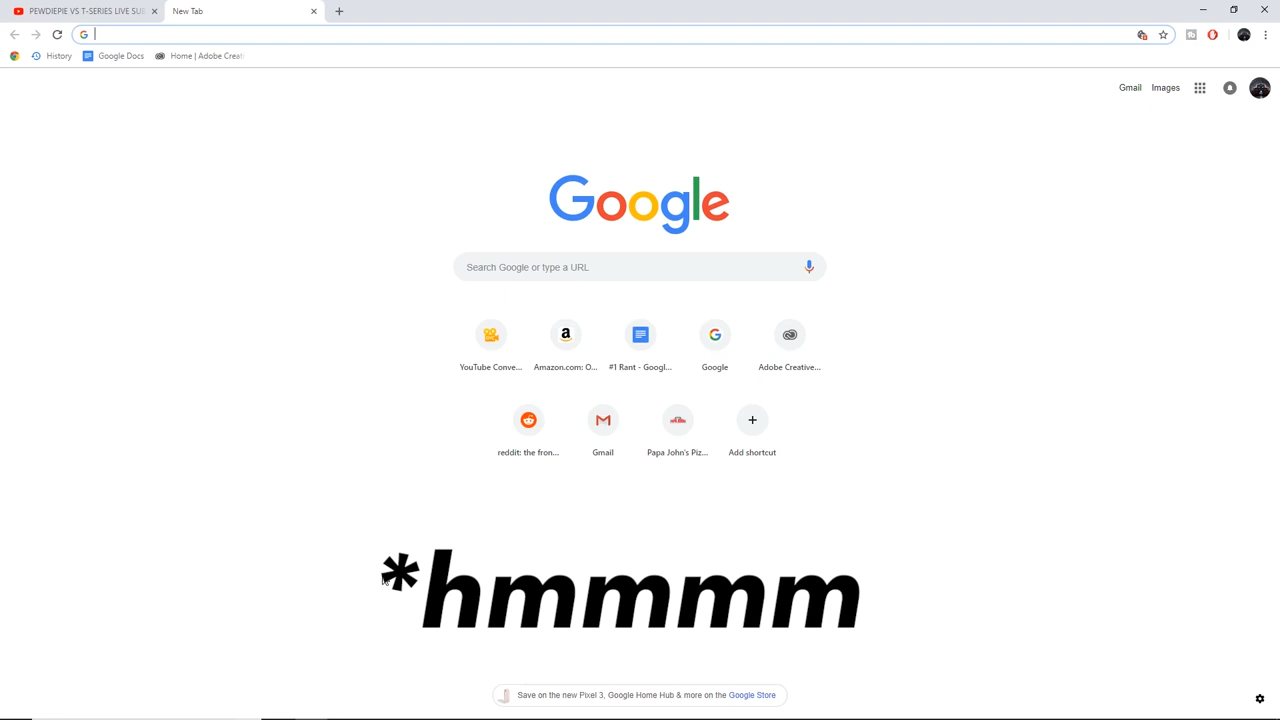 PEWDIEPIE VS T-SERIES LIVE SUB
New Tab
History
Google Docs
Home | Adobe Creati
Gmail
Images
Google
Search Google or type a URL
YouTube Conve...
Amazon.com: O...
#1 Rant - Googl...
Google
Adobe Creative...
reddit: the fron...
Gmail
Papa John's Piz...
Add shortcut
*hmmmm
Save on the new Pixel 3, Google Home Hub & more on the Google Store